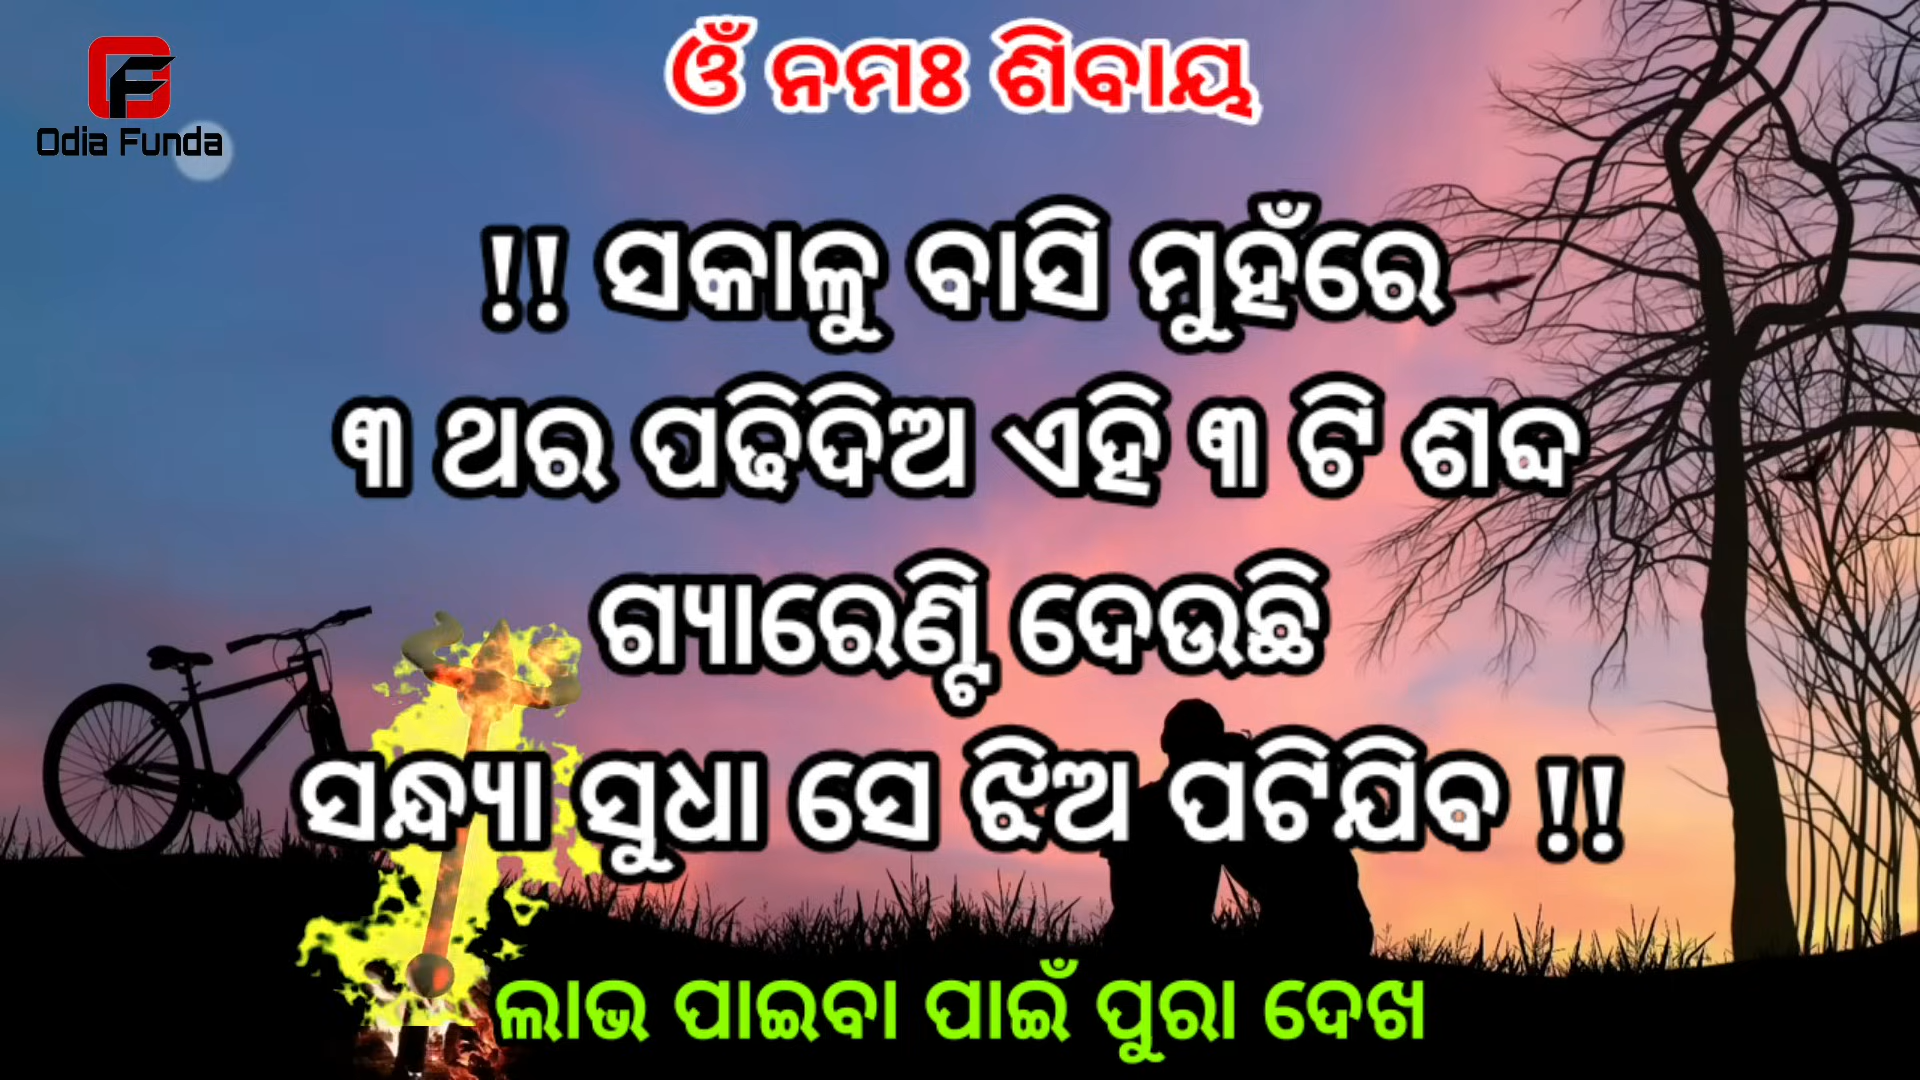 Odia Funda
ଓଁ ନମଃ ଶିବାୟ
!! ସକାଳୁ ବାସି ମୁହଁରେ
୩ ଥର ପଢିଦିଅ ଏହି ୩ ଟି ଶବ୍ଦ
ଗ୍ୟାରେଣ୍ଟି ଦେଉଛି
ସନ୍ଧ୍ୟା ସୁଧା ସେ ଝିଅ ପଟିଯିବ !!
ଲାଭ ପାଇବା ପାଇଁ ପୁରା ଦେଖ